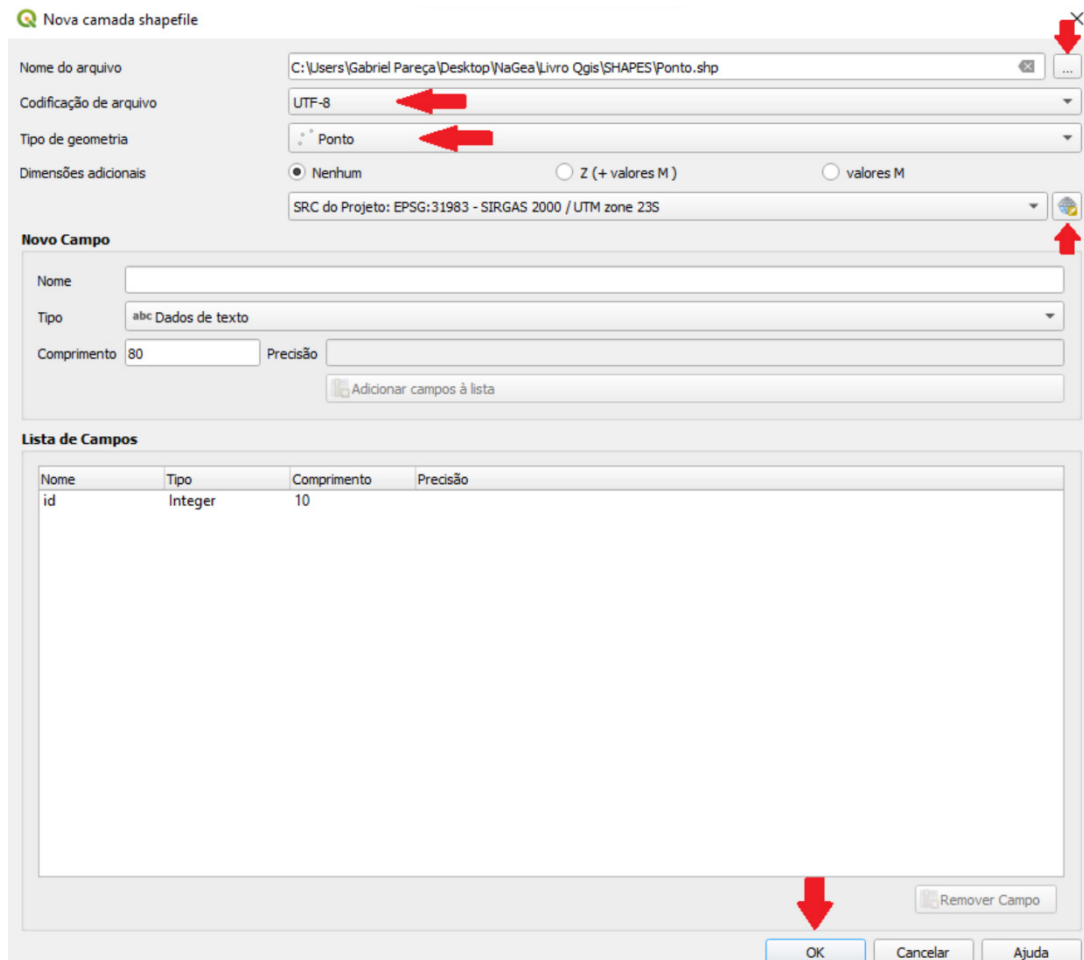 Nova camada shapefile
Nome do arquivo C:\Users\Gabriel Pareça\Desktop\NaGea\Livro Qgis\SHAPES\Ponto.shp ...
Codificação de arquivo UTF-8
Tipo de geometria Ponto
Dimensões adicionais Nenhum Z (+ valores M ) valores M
SRC do Projeto: EPSG:31983 - SIRGAS 2000 / UTM zone 23S
Novo Campo
Nome
Tipo abc Dados de texto
Comprimento 80 Precisão
Adicionar campos à lista
Lista de Campos
Nome Tipo Comprimento Precisão
id Integer 10
Remover Campo
OK Cancelar Ajuda